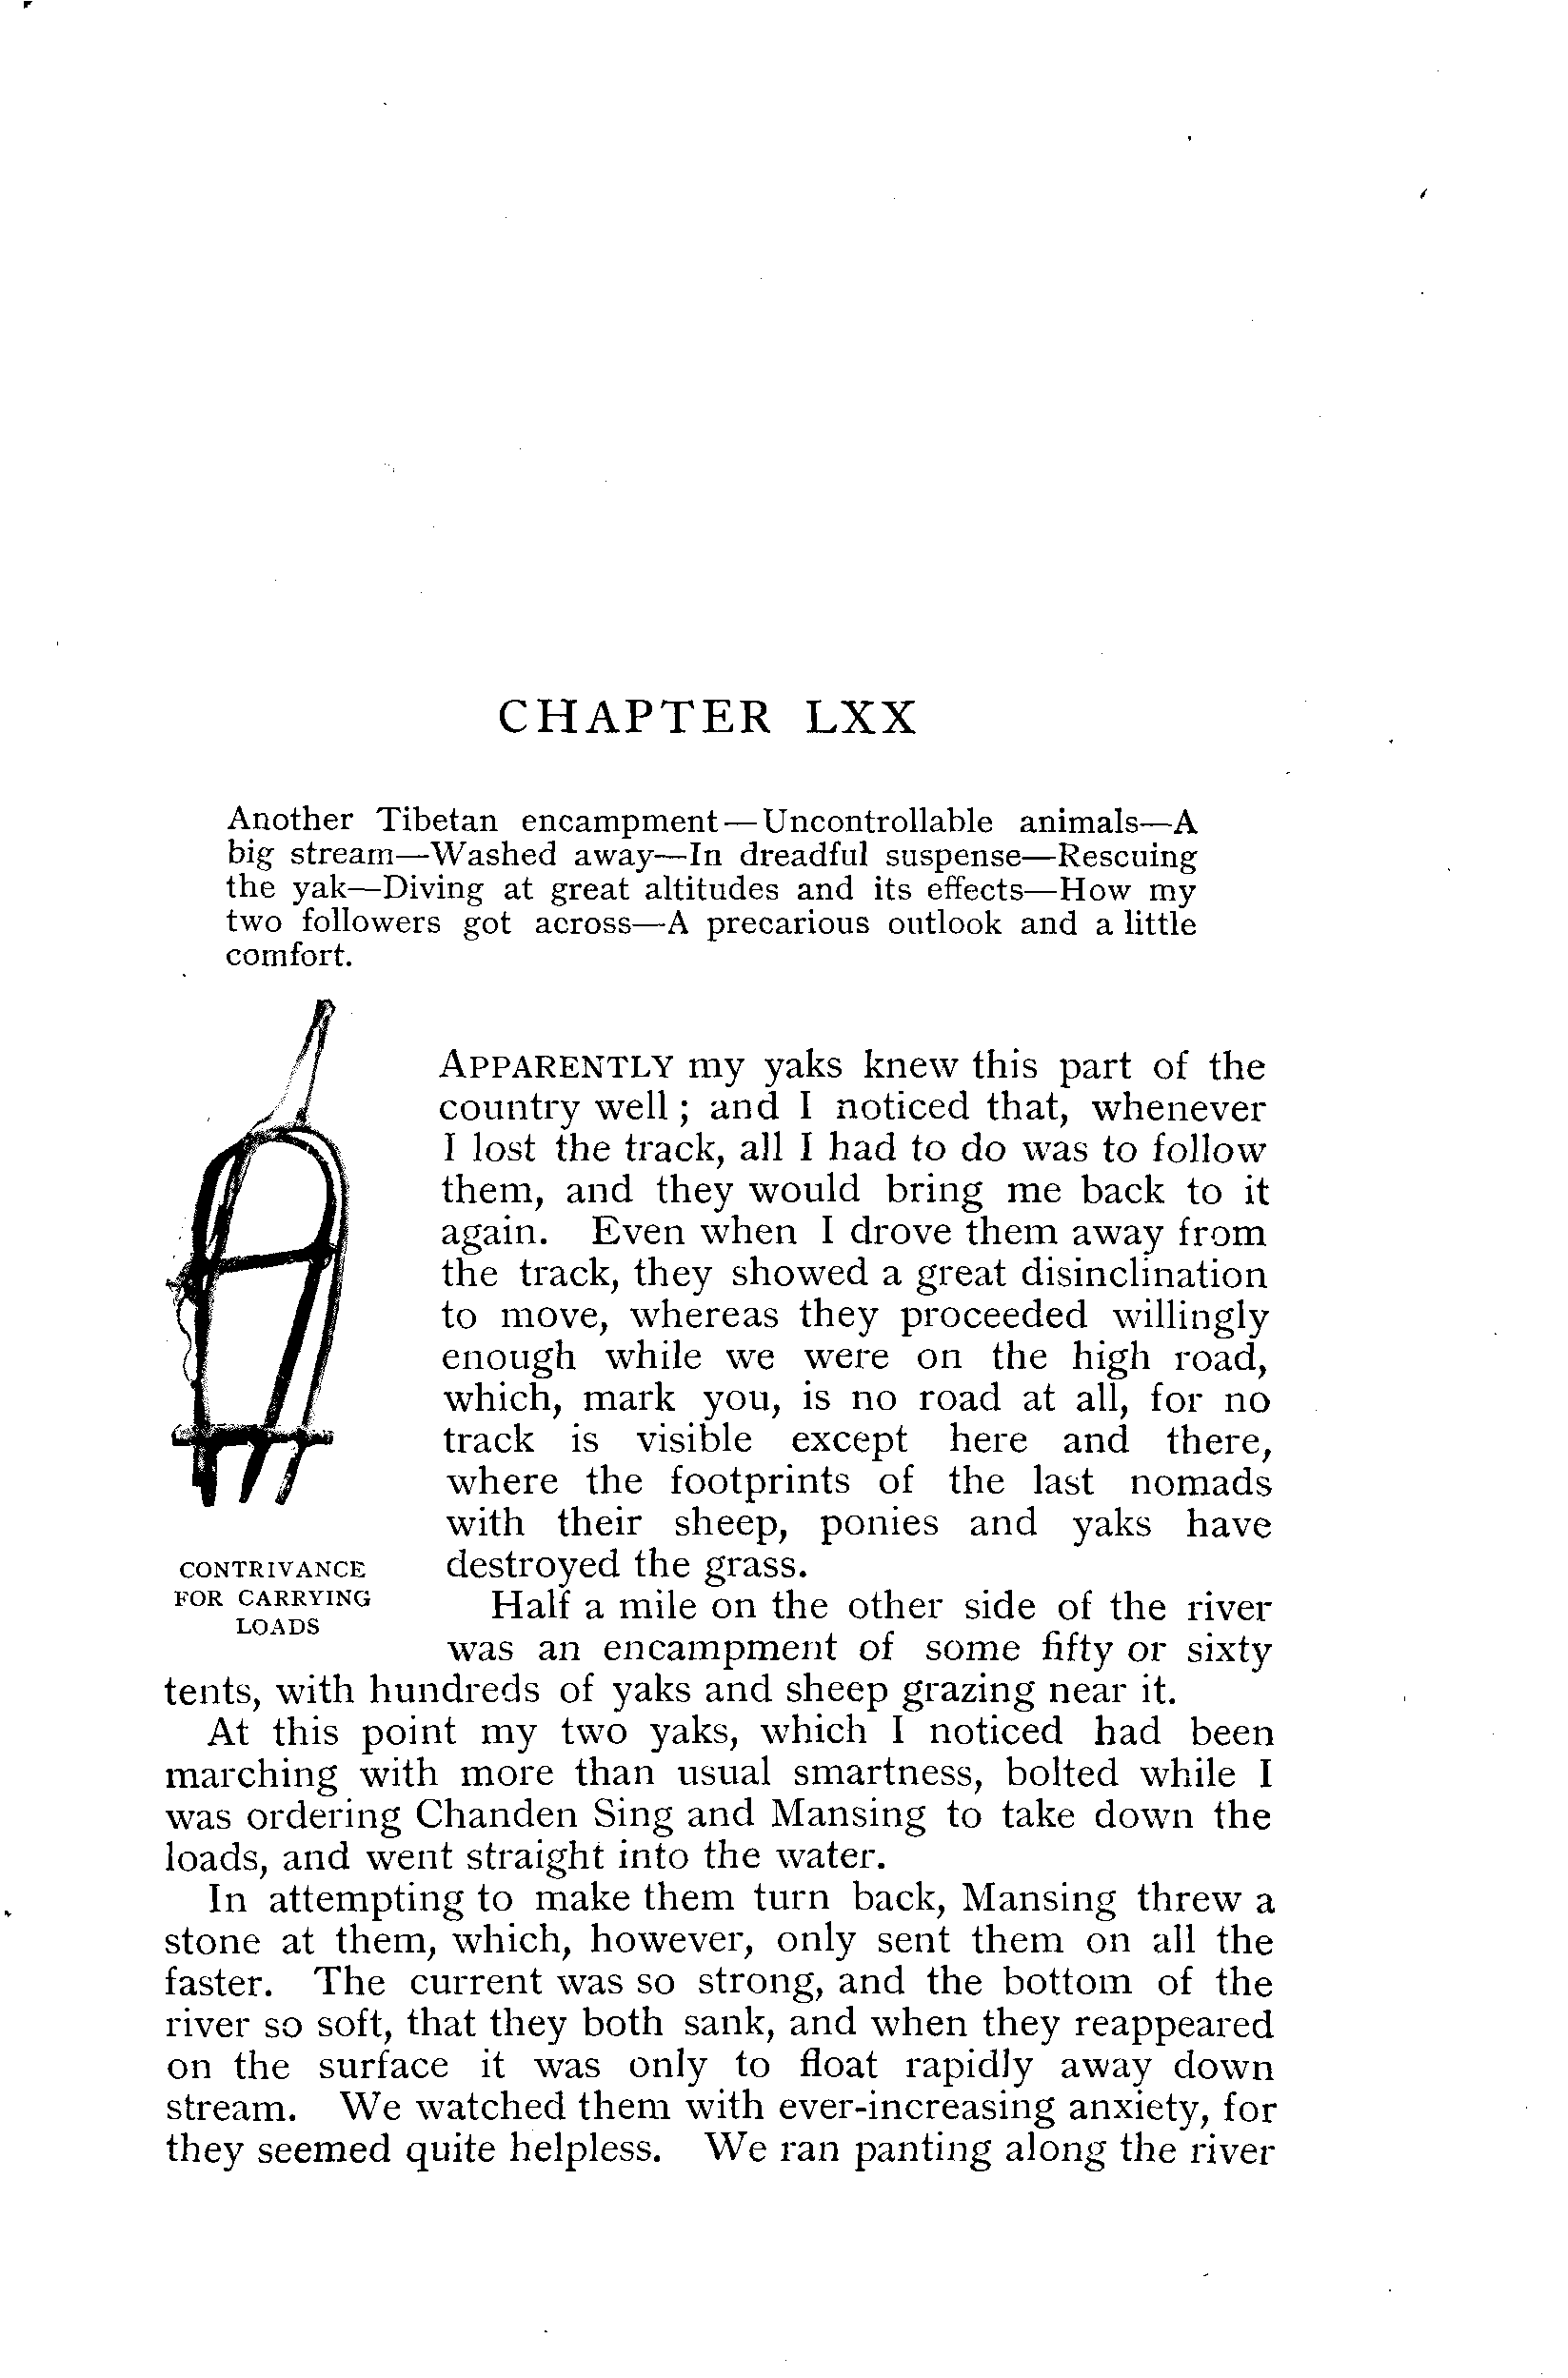 CHAPTER LXX
Another Tibetan encampment—Uncontrollable animals—A
big stream—Washed away—In dreadful suspense—Rescuing
the yak—Diving at great altitudes and its effects—How my
two followers got across—A precarious outlook and a little
comfort.
APPARENTLY my yaks knew this part of the
country well; and I noticed that, whenever
I lost the track, all I had to do was to follow
them, and they would bring me back to it
again. Even when I drove them away from
the track, they showed a great disinclination
to move, whereas they proceeded willingly
enough while we were on the high road,
which, mark you, is no road at all, for no
track is visible except here and there,
where the footprints of the last nomads
with their sheep, ponies and yaks have
destroyed the grass.
CONTRIVANCE
FOR CARRYING
LOADS
Half a mile on the other side of the river
was an encampment of some fifty or sixty
tents, with hundreds of yaks and sheep grazing near it.
At this point my two yaks, which I noticed had been
marching with more than usual smartness, bolted while I
was ordering Chanden Sing and Mansing to take down the
loads, and went straight into the water.
In attempting to make them turn back, Mansing threw a
stone at them, which, however, only sent them on all the
faster. The current was so strong, and the bottom of the
river so soft, that they both sank, and when they reappeared
on the surface it was only to float rapidly away down
stream. We watched them with ever-increasing anxiety, for
they seemed quite helpless. We ran panting along the river